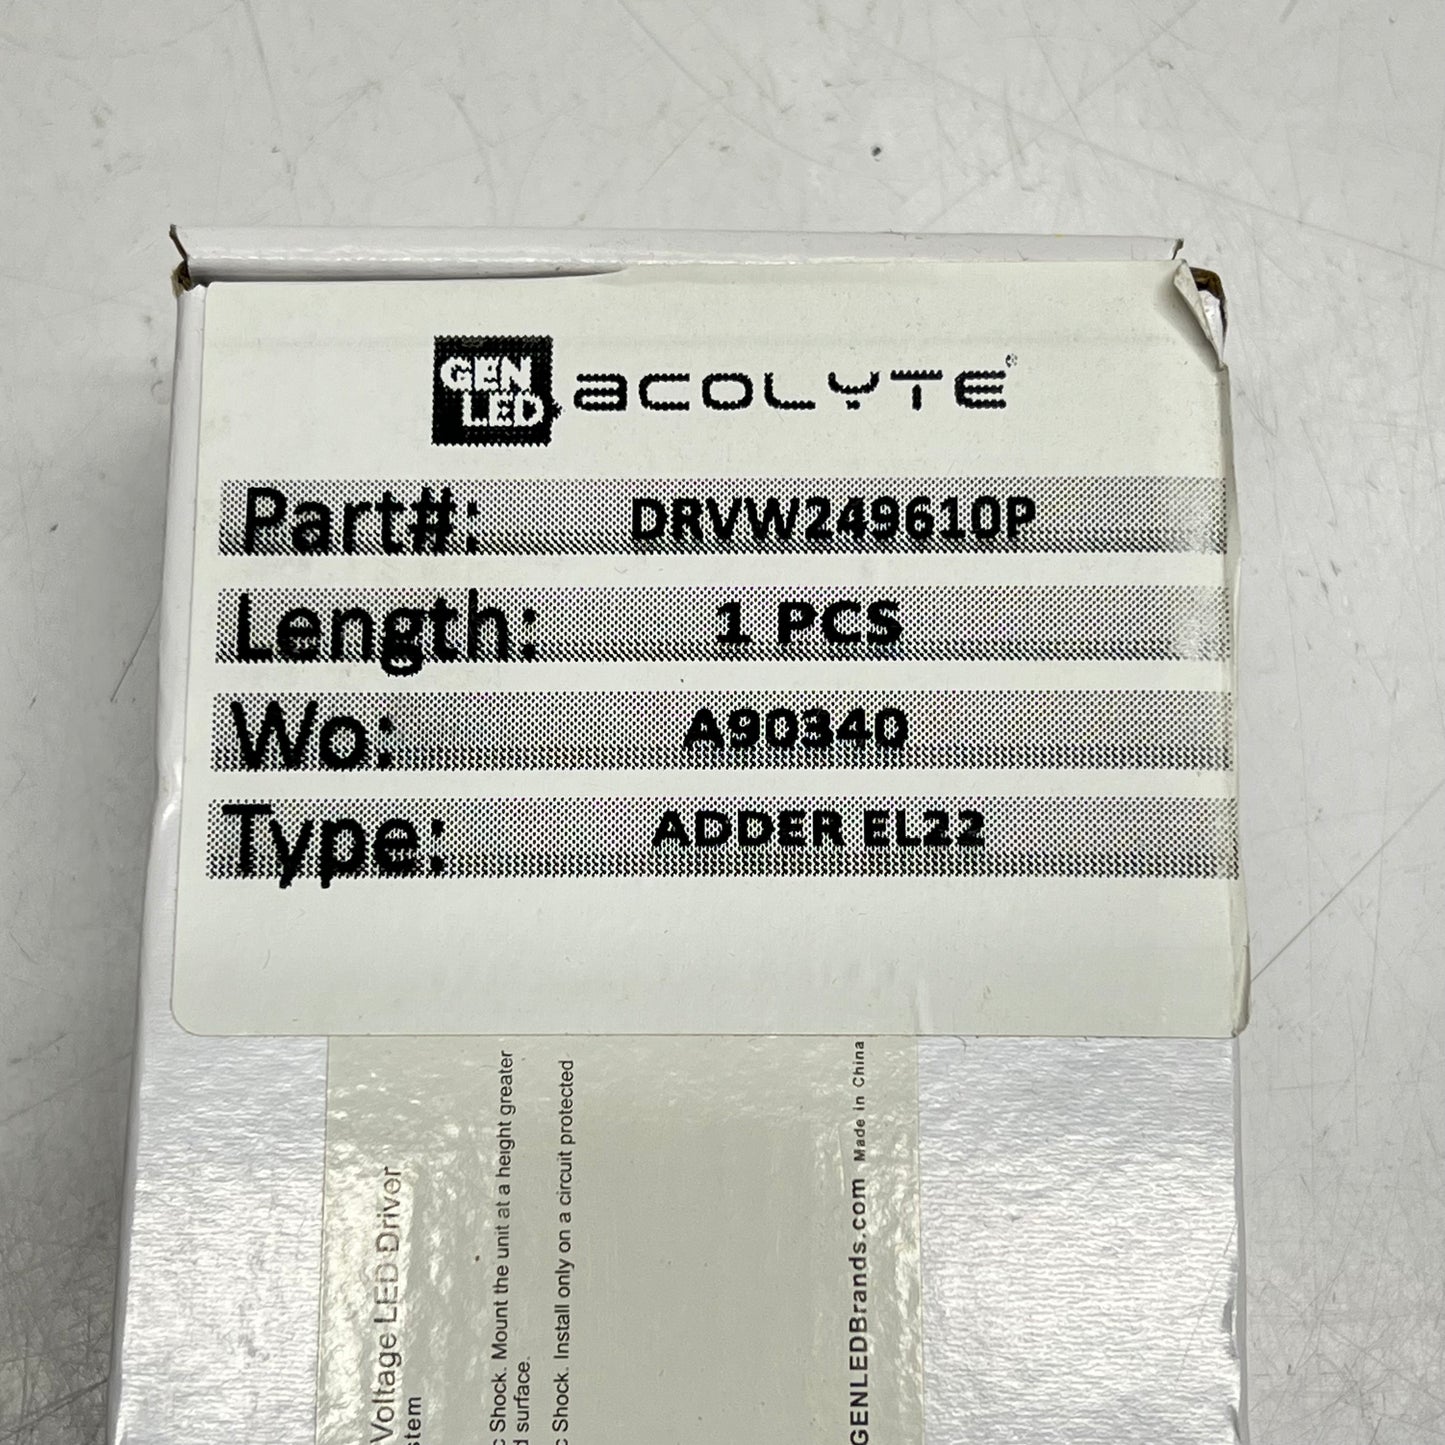 GEN
LED
acolyte®
Part#: DRVW249610P
Length: 1 PCS
Wo: A90340
Type: ADDER EL22
Voltage LED Driver
Shock. Mount the unit at a height greater
surface.
Shock. Install only on a circuit protected
GENLEDBrands.com Made in China